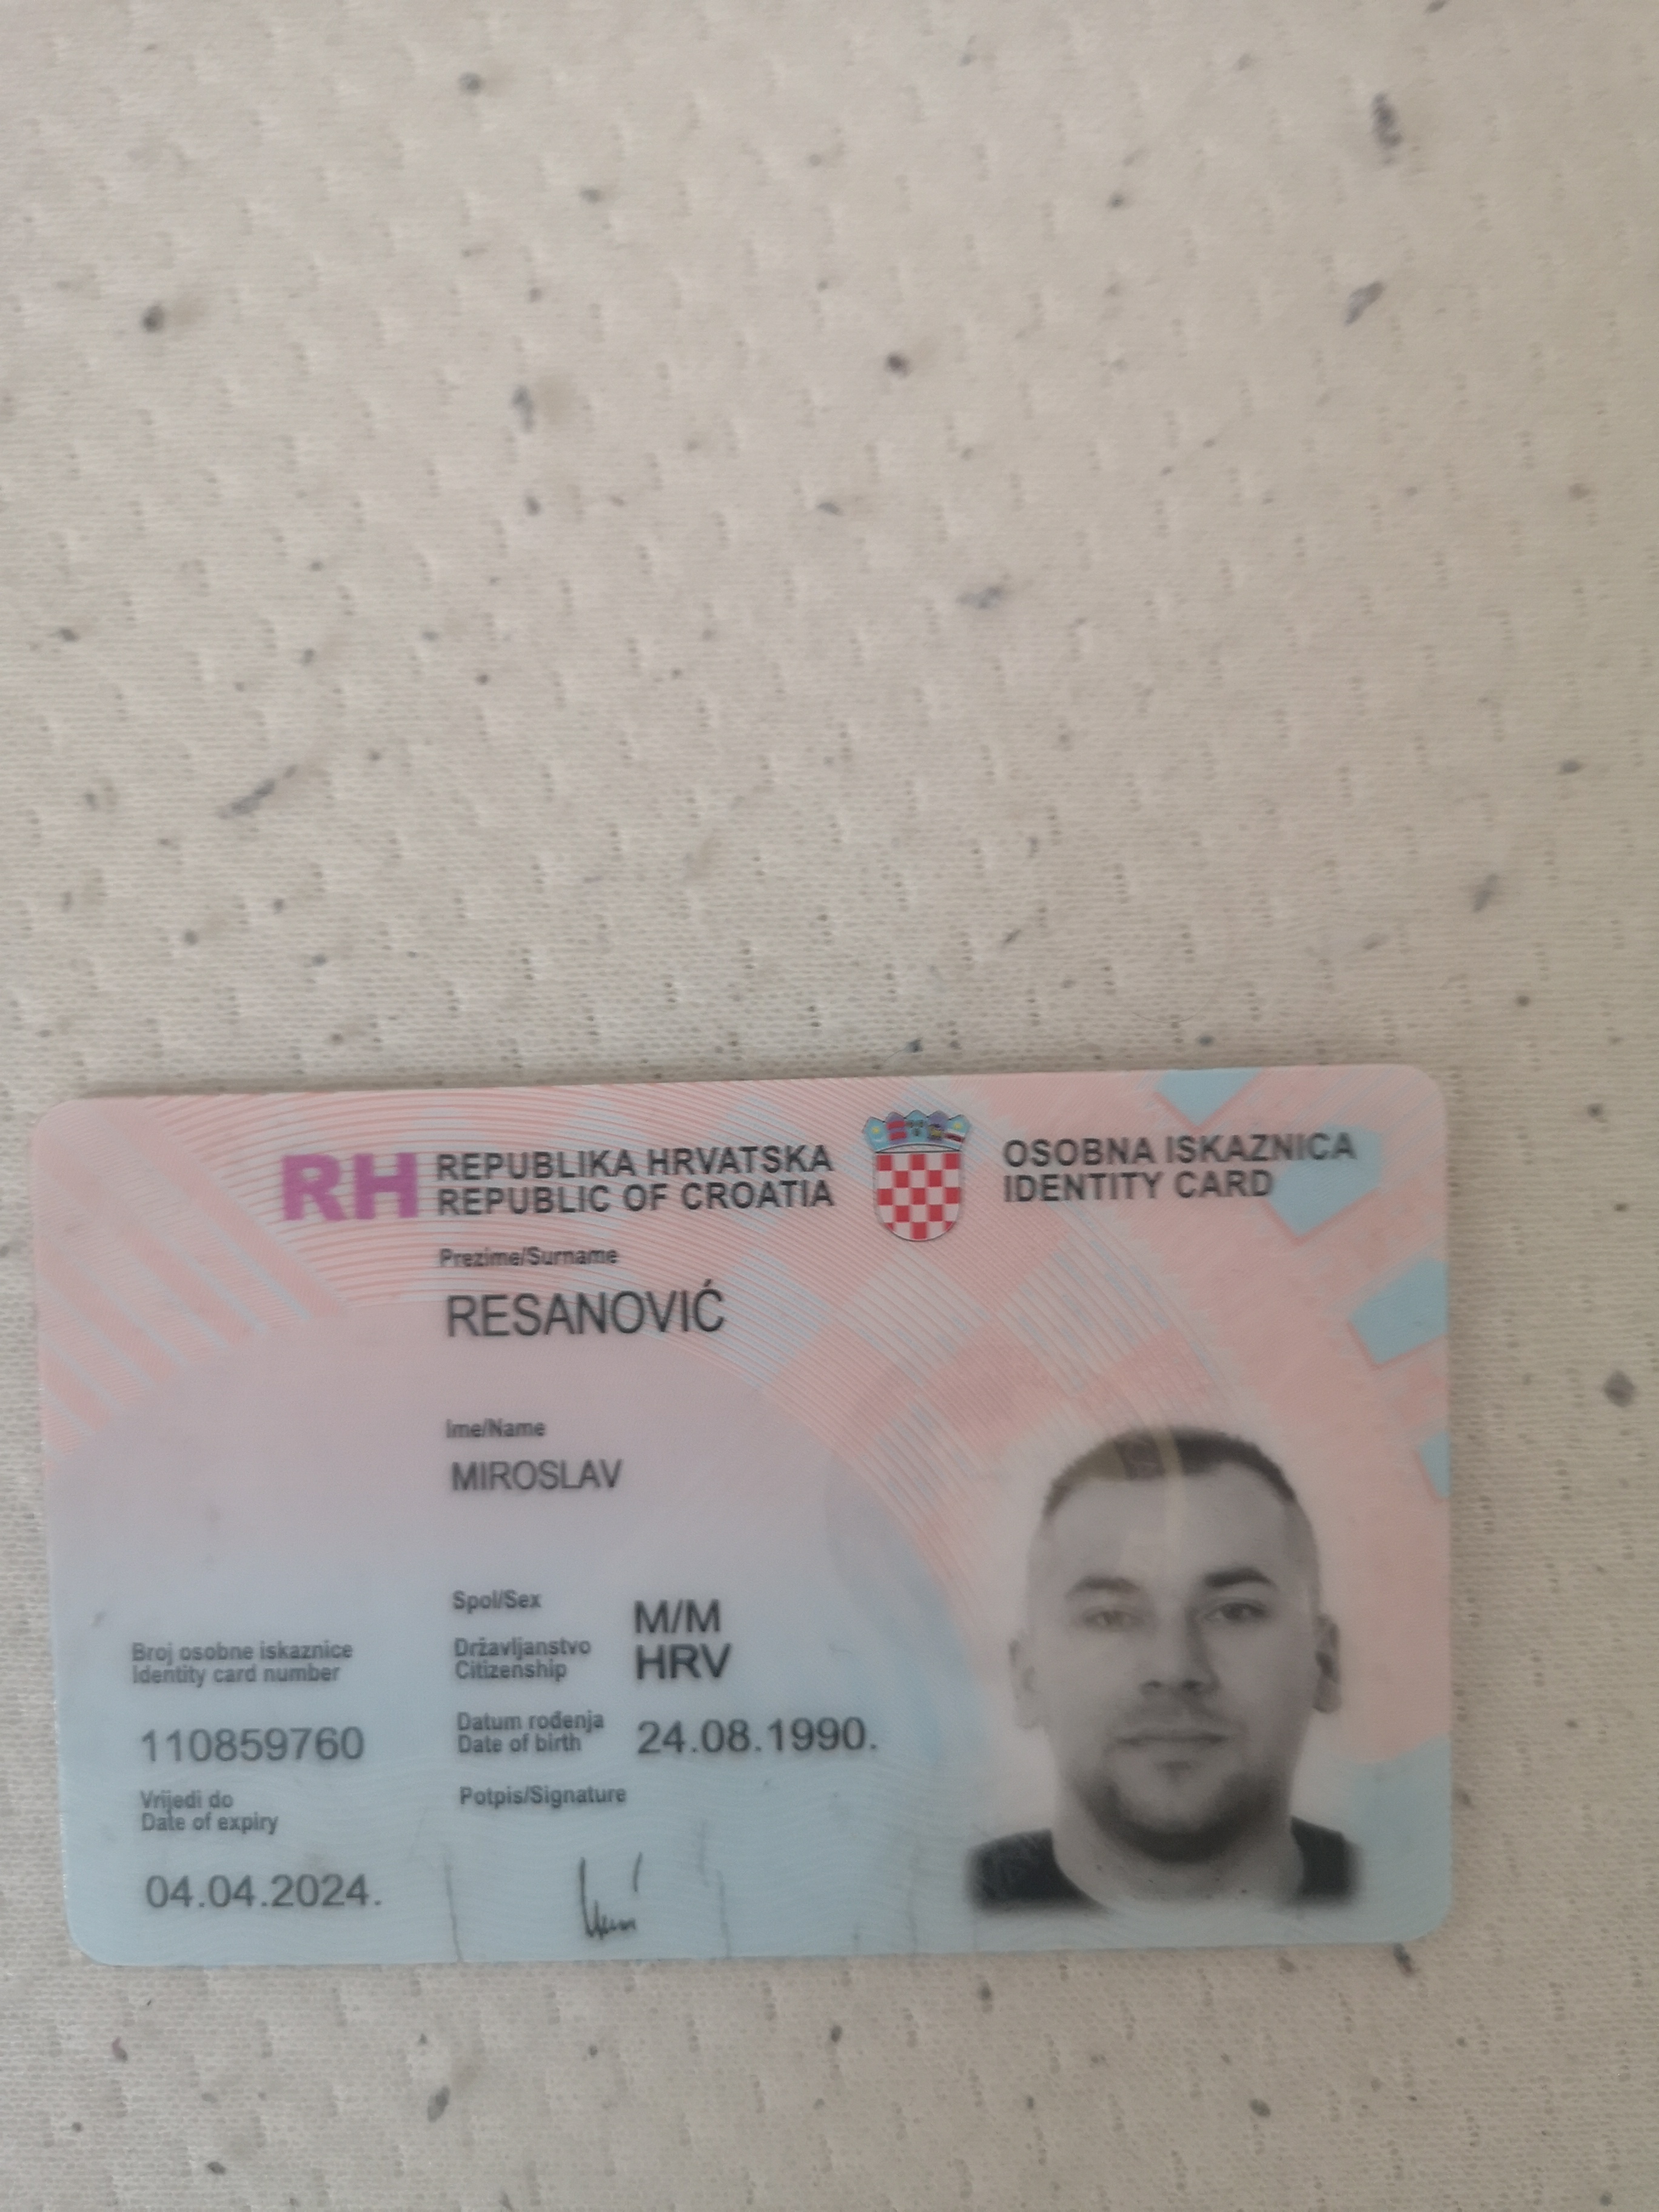 RH REPUBLIKA HRVATSKA
REPUBLIC OF CROATIA
OSOBNA ISKAZNICA
IDENTITY CARD
Prezime/Surname
RESANOVIĆ
Ime/Name
MIROSLAV
Spol/Sex M/M
Državljanstvo
Citizenship HRV
Broj osobne iskaznice
Identity card number
110859760
Datum rođenja
Date of birth 24.08.1990.
Vrijedi do
Date of expiry
04.04.2024.
Potpis/Signature